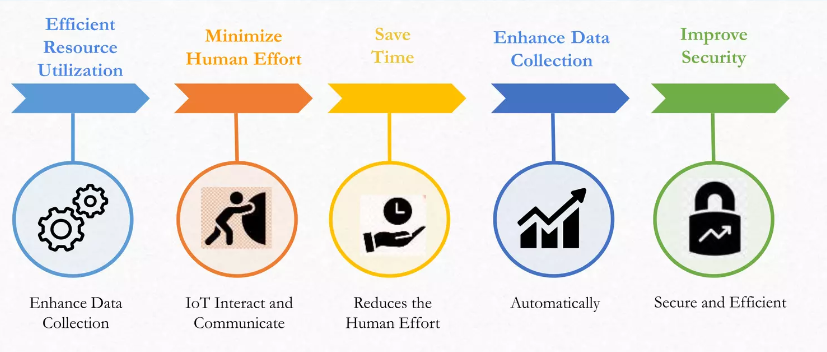 Efficient
Resource
Utilization
Minimize
Human Effort
Save
Time
Enhance Data
Collection
Improve
Security
Enhance Data
Collection
IoT Interact and
Communicate
Reduces the
Human Effort
Automatically
Secure and Efficient